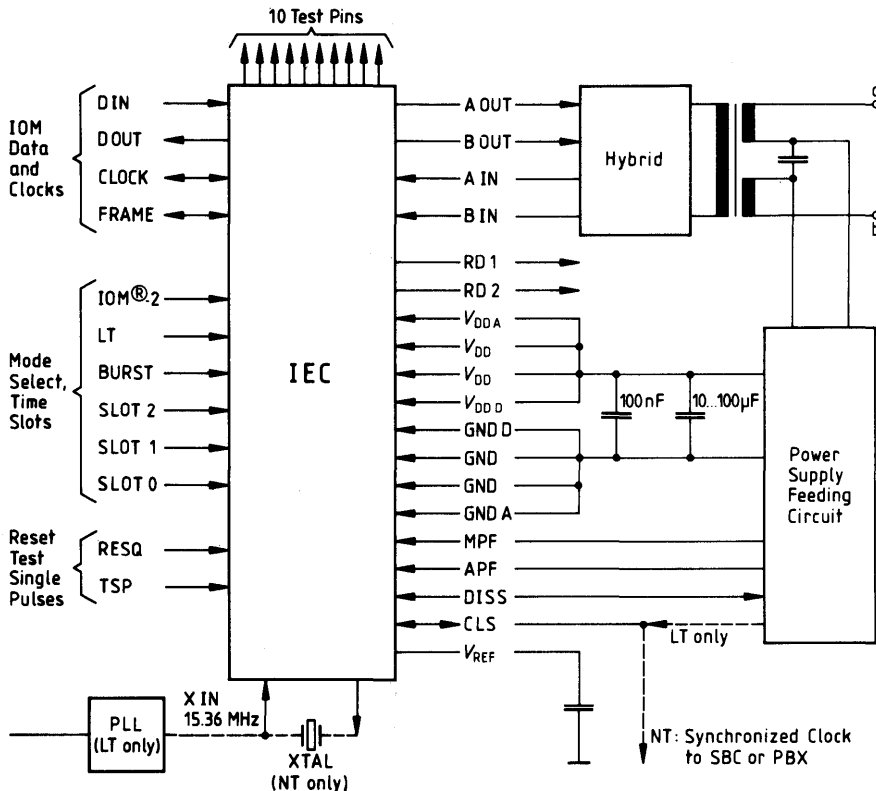 10 Test Pins
IOM
Data
and
Clocks
DIN
DOUT
CLOCK
FRAME
Mode
Select,
Time
Slots
IOM®-2
LT
BURST
SLOT 2
SLOT 1
SLOT 0
Reset
Test
Single
Pulses
RESQ
TSP
IEC
A OUT
B OUT
A IN
B IN
RD 1
RD 2
VDDA
VDD
VDD
VDDD
GND D
GND
GND
GND A
MPF
APF
DISS
CLS
VREF
Hybrid
100nF
10...100µF
Power
Supply
Feeding
Circuit
LT only
NT: Synchronized Clock
to SBC or PBX
PLL
(LT only)
X IN
15.36 MHz
XTAL
(NT only)